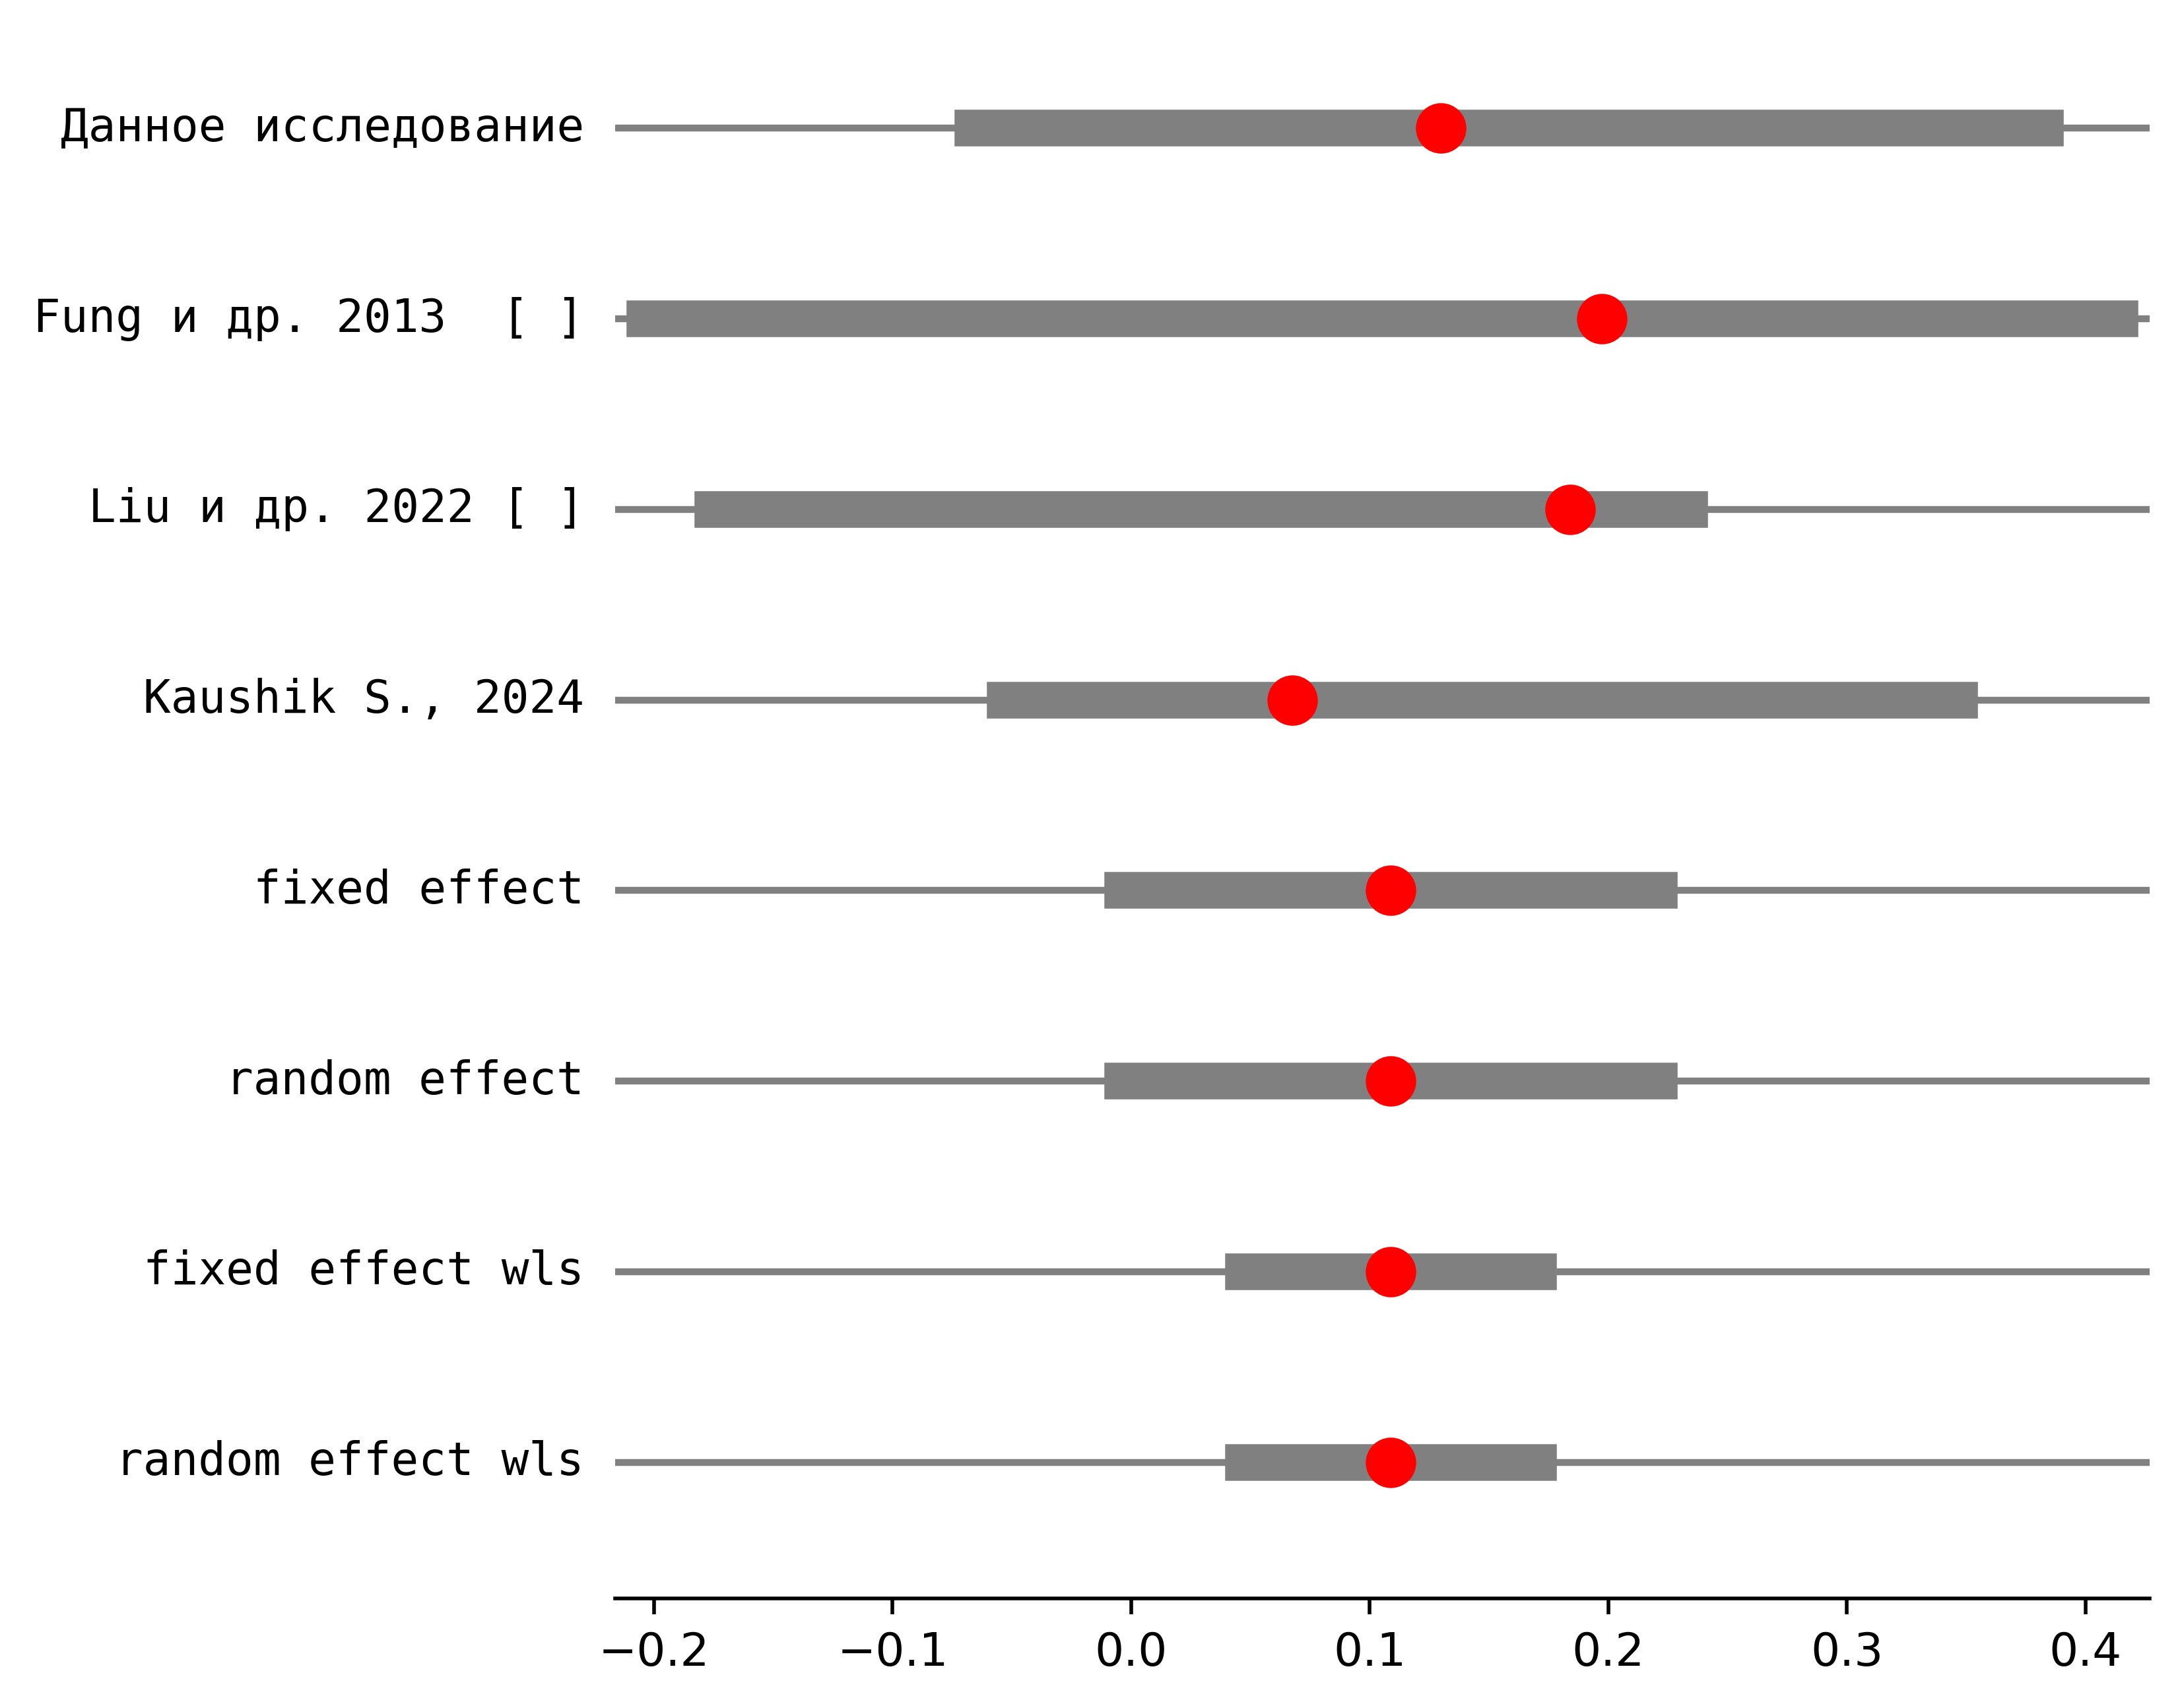 Данное исследование
Fung и др. 2013  [ ]
Liu и др. 2022 [ ]
Kaushik S., 2024
fixed effect
random effect
fixed effect wls
random effect wls
−0.2 −0.1 0.0 0.1 0.2 0.3 0.4